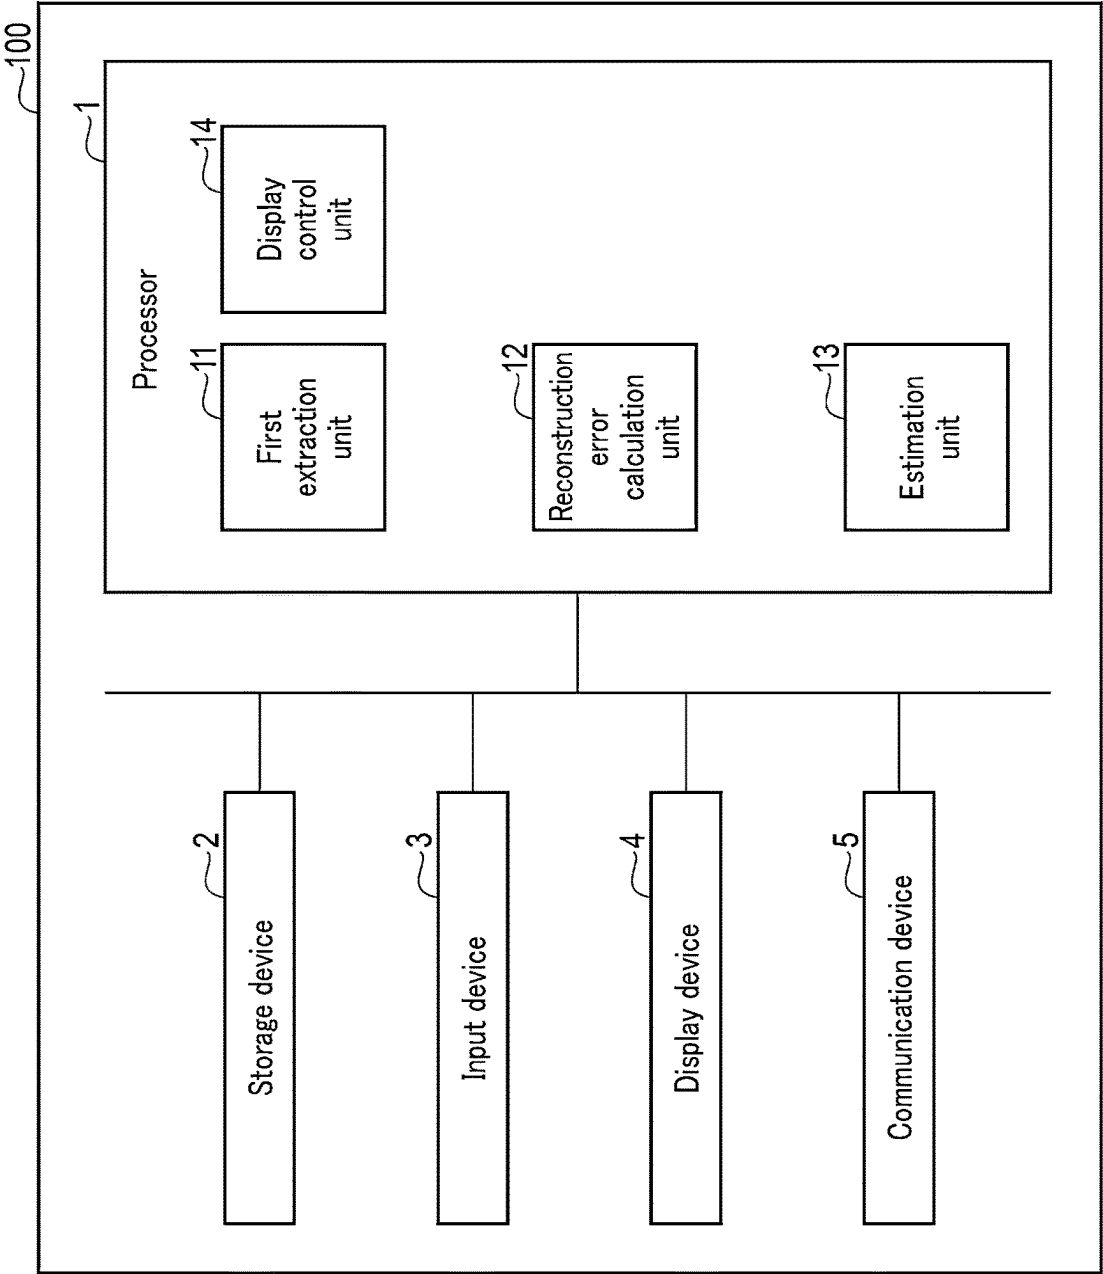 100
1
Processor
11
First
extraction
unit
12
Reconstruction
error
calculation
unit
13
Estimation
unit
14
Display
control
unit
2
Storage device
3
Input device
4
Display device
5
Communication device